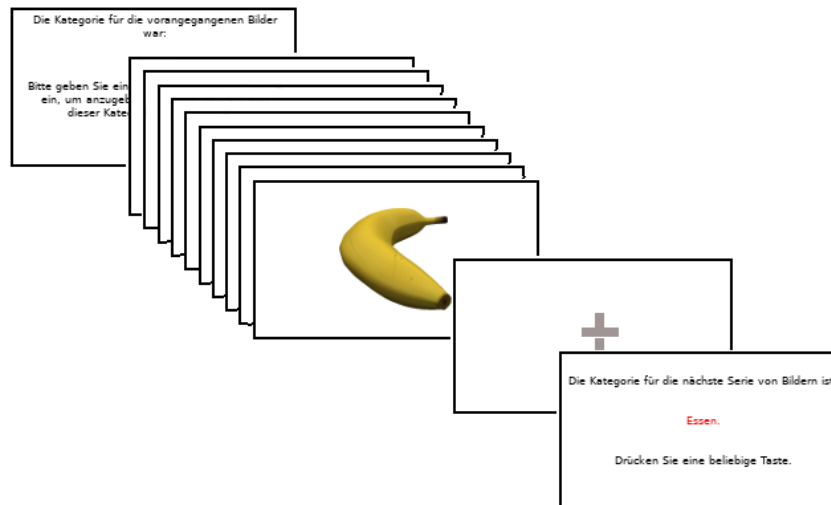 Die Kategorie für die vorangegangenen Bilder
war:
Bitte geben Sie ein
ein, um anzugeb
dieser Kate
Die Kategorie für die nächste Serie von Bildern ist
Essen.
Drücken Sie eine beliebige Taste.